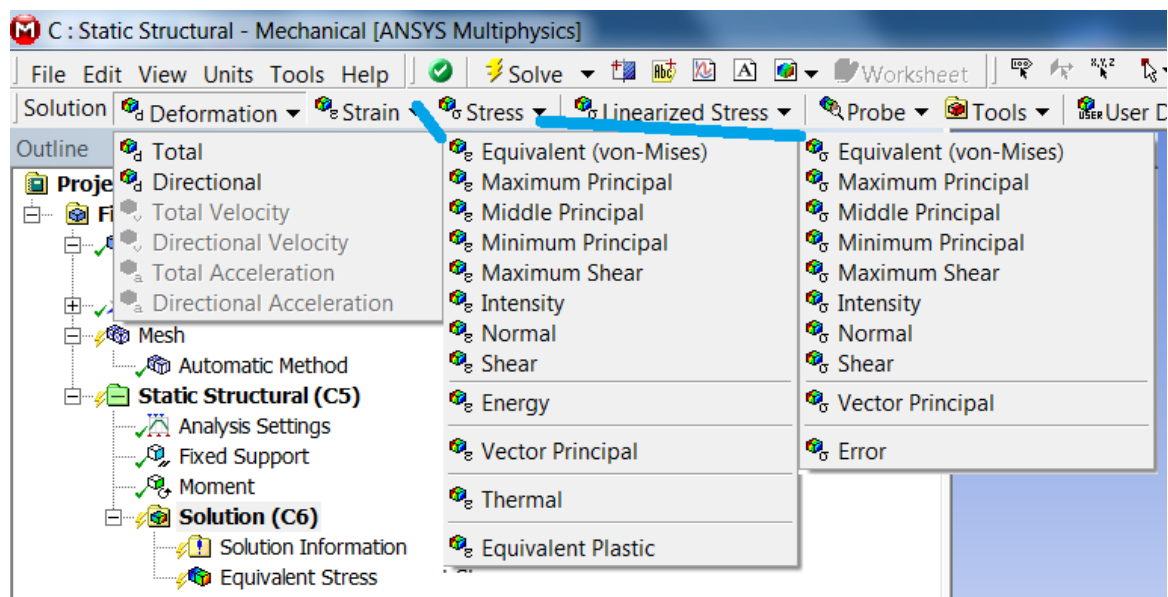 C : Static Structural - Mechanical [ANSYS Multiphysics]
File Edit View Units Tools Help Solve Worksheet
Solution Deformation Strain Stress Linearized Stress Probe Tools USER User D
Outline
Proje
Total
Directional
Total Velocity
Directional Velocity
Total Acceleration
Directional Acceleration
Equivalent (von-Mises)
Maximum Principal
Middle Principal
Minimum Principal
Maximum Shear
Intensity
Normal
Shear
Energy
Vector Principal
Thermal
Equivalent Plastic
Equivalent (von-Mises)
Maximum Principal
Middle Principal
Minimum Principal
Maximum Shear
Intensity
Normal
Shear
Vector Principal
Error
Fi
Mesh
Automatic Method
Static Structural (C5)
Analysis Settings
Fixed Support
Moment
Solution (C6)
Solution Information
Equivalent Stress